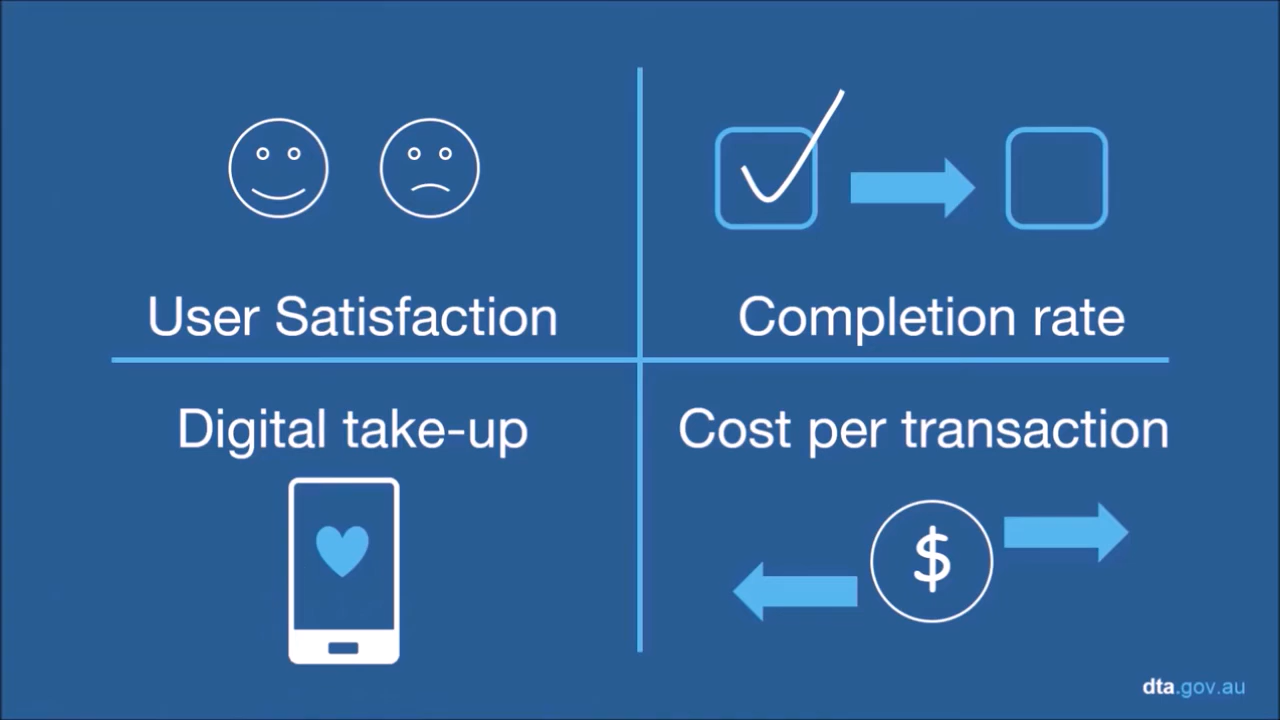 User Satisfaction
Completion rate
Digital take-up
Cost per transaction
$
dta.gov.au